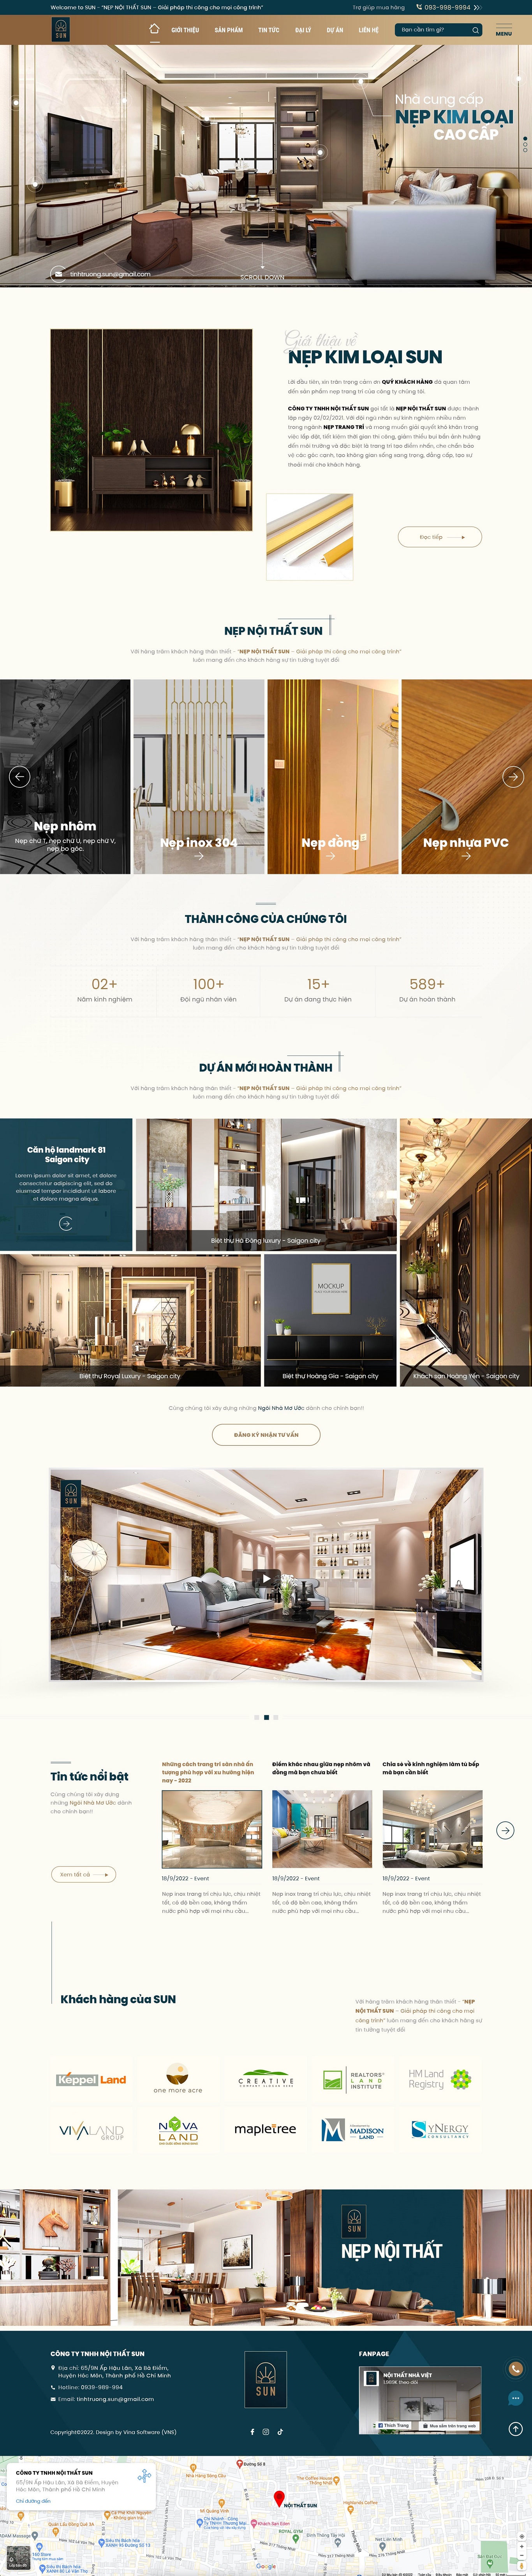 Welcome to SUN - "NẸP NỘI THẤT SUN – Giải pháp thi công cho mọi công trình"
Trợ giúp mua hàng
093-998-9994
SUN
GIỚI THIỆU
SẢN PHẨM
TIN TỨC
ĐẠI LÝ
DỰ ÁN
LIÊN HỆ
Bạn cần tìm gì?
MENU
Nhà cung cấp
NẸP KIM LOẠI
CAO CẤP
tinhtruong.sun@gmail.com
SCROLL DOWN
Giới thiệu về
NẸP KIM LOẠI SUN
Lời đầu tiên, xin trân trọng cảm ơn QUÝ KHÁCH HÀNG đã quan tâm
đến sản phẩm nẹp trang trí của công ty chúng tôi.
CÔNG TY TNHH NỘI THẤT SUN gọi tắt là NẸP NỘI THẤT SUN được thành
lập ngày 02/02/2021. Với đội ngũ nhân sự kinh nghiệm nhiều năm
trong ngành NẸP TRANG TRÍ và mong muốn giải quyết khó khăn trong
việc lắp đặt, tiết kiệm thời gian thi công, giảm thiểu bụi bẩn ảnh hưởng
đến môi trường và đặc biệt là trang trí tạo điểm nhấn, che chắn bảo
vệ các góc cạnh, tạo không gian sống sang trọng, đẳng cấp, tạo sự
thoải mái cho khách hàng.
Đọc tiếp
NẸP NỘI THẤT SUN
Với hàng trăm khách hàng thân thiết - "NẸP NỘI THẤT SUN – Giải pháp thi công cho mọi công trình"
luôn mang đến cho khách hàng sự tin tưởng tuyệt đối
Nẹp nhôm
Nẹp chữ T, nẹp chữ U, nẹp chữ V,
nẹp bo góc.
Nẹp inox 304
Nẹp đồng
Nẹp nhựa PVC
THÀNH CÔNG CỦA CHÚNG TÔI
Với hàng trăm khách hàng thân thiết - "NẸP NỘI THẤT SUN – Giải pháp thi công cho mọi công trình"
luôn mang đến cho khách hàng sự tin tưởng tuyệt đối
02+
Năm kinh nghiệm
100+
Đội ngũ nhân viên
15+
Dự án đang thực hiện
589+
Dự án hoàn thành
DỰ ÁN MỚI HOÀN THÀNH
Với hàng trăm khách hàng thân thiết - "NẸP NỘI THẤT SUN – Giải pháp thi công cho mọi công trình"
luôn mang đến cho khách hàng sự tin tưởng tuyệt đối
Căn hộ landmark 81
Saigon city
Lorem ipsum dolor sit amet, et dolore
consectetur adipiscing elit, sed do
eiusmod tempor incididunt ut labore
et dolore magna aliqua.
Biệt thự Hà Đông luxury - Saigon city
Biệt thự Royal Luxury - Saigon city
MOCKUP
Biệt thự Hoàng Gia - Saigon city
Khách sạn Hoàng Yến - Saigon city
Cùng chúng tôi xây dựng những Ngôi Nhà Mơ Ước dành cho chính bạn!
ĐĂNG KÝ NHẬN TƯ VẤN
SUN
Tin tức nổi bật
Cùng chúng tôi xây dựng
những Ngôi Nhà Mơ Ước dành
cho chính bạn!
Xem tất cả
Những cách trang trí sàn nhà ấn
tượng phù hợp với xu hướng hiện
nay - 2022
18/9/2022 - Event
Nẹp inox trang trí chịu lực, chịu nhiệt
tốt, có độ bền cao, không thấm
nước phù hợp với mọi nhu cầu...
Điểm khác nhau giữa nẹp nhôm và
đồng mà bạn chưa biết
18/9/2022 - Event
Nẹp inox trang trí chịu lực, chịu nhiệt
tốt, có độ bền cao, không thấm
nước phù hợp với mọi nhu cầu...
Chia sẻ về kinh nghiệm làm tủ bếp
mà bạn cần biết
18/9/2022 - Event
Nẹp inox trang trí chịu lực, chịu nhiệt
tốt, có độ bền cao, không thấm
nước phù hợp với mọi nhu cầu...
Khách hàng của SUN
Với hàng trăm khách hàng thân thiết - "NẸP
NỘI THẤT SUN – Giải pháp thi công cho mọi
công trình" luôn mang đến cho khách hàng sự
tin tưởng tuyệt đối
Keppel Land
one more acre
CREATIVE
COMPANY SLOGAN HERE
REALTORS®
LAND
INSTITUTE
HM Land
Registry
VIVALAND
GROUP
NOVA
LAND
mapletree
MADISON
LAND
SYNERGY
CONSULTANCY
SUN
NẸP NỘI THẤT
CÔNG TY TNHH NỘI THẤT SUN
Địa chỉ: 65/9N Ấp Hậu Lân, Xã Bà Điểm,
Huyện Hóc Môn, Thành phố Hồ Chí Minh
Hotline: 0939-989-994
Email: tinhtruong.sun@gmail.com
Copyright©2022, Design by Vina Software (VNS)
SUN
FANPAGE
NỘI THẤT NHÀ VIỆT
Thích Trang
Mua sắm trên trang web
CÔNG TY TNHH NỘI THẤT SUN
65/9N Ấp Hậu Lân, Xã Bà Điểm, Huyện
Hóc Môn, Thành phố Hồ Chí Minh
Chỉ đường đến
NỘI THẤT SUN
Đường Số 8
Nhà Hàng Sông Cầu
The Coffee House
Highlands Coffee
Mì Quảng Vinh
Khách Sạn Eden
ROYAL GYM
Google